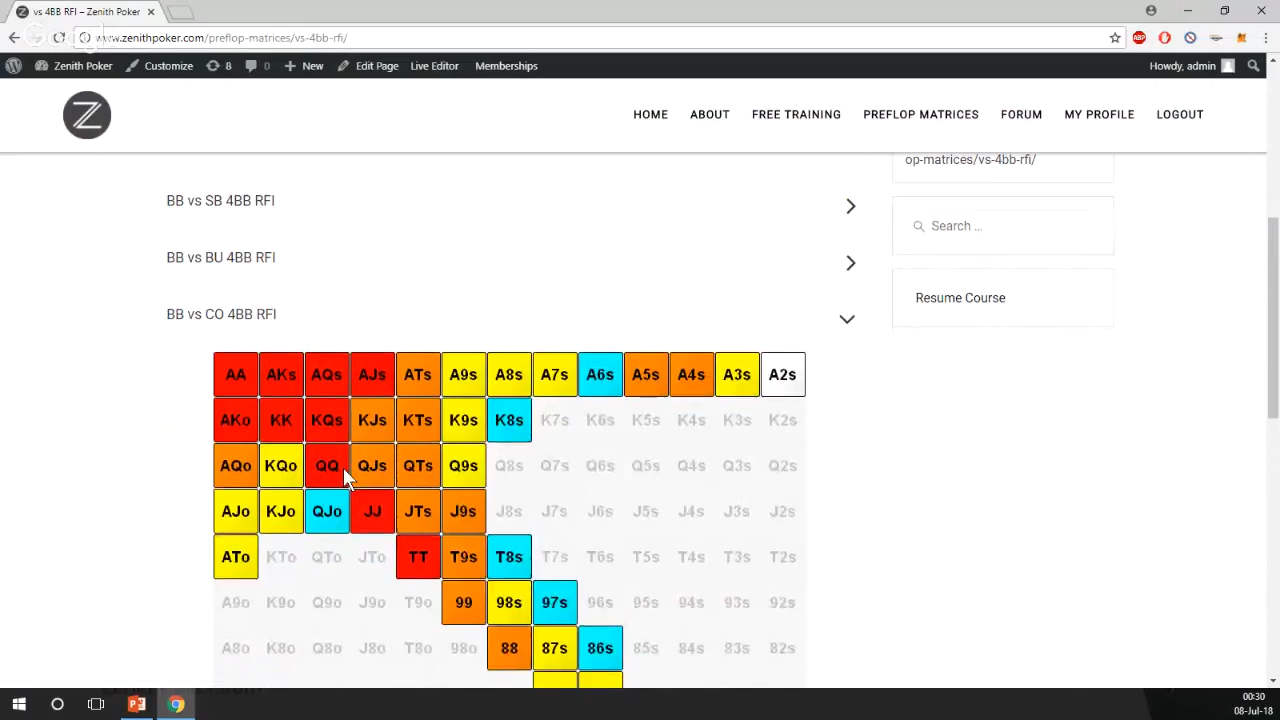 vs 4BB RFI – Zenith Poker
www.zenithpoker.com/preflop-matrices/vs-4bb-rfi/
Zenith Poker Customize 8 0 New Edit Page Live Editor Memberships Howdy, admin
Z HOME ABOUT FREE TRAINING PREFLOP MATRICES FORUM MY PROFILE LOGOUT
op-matrices/vs-4bb-rfi/
BB vs SB 4BB RFI
Search ...
BB vs BU 4BB RFI
Resume Course
BB vs CO 4BB RFI
AA AKs AQs AJs ATs A9s A8s A7s A6s A5s A4s A3s A2s
AKo KK KQs KJs KTs K9s K8s K7s K6s K5s K4s K3s K2s
AQo KQo QQ QJs QTs Q9s Q8s Q7s Q6s Q5s Q4s Q3s Q2s
AJo KJo QJo JJ JTs J9s J8s J7s J6s J5s J4s J3s J2s
ATo KTo QTo JTo TT T9s T8s T7s T6s T5s T4s T3s T2s
A9o K9o Q9o J9o T9o 99 98s 97s 96s 95s 94s 93s 92s
A8o K8o Q8o J8o T8o 98o 88 87s 86s 85s 84s 83s 82s
00:30
08-Jul-18